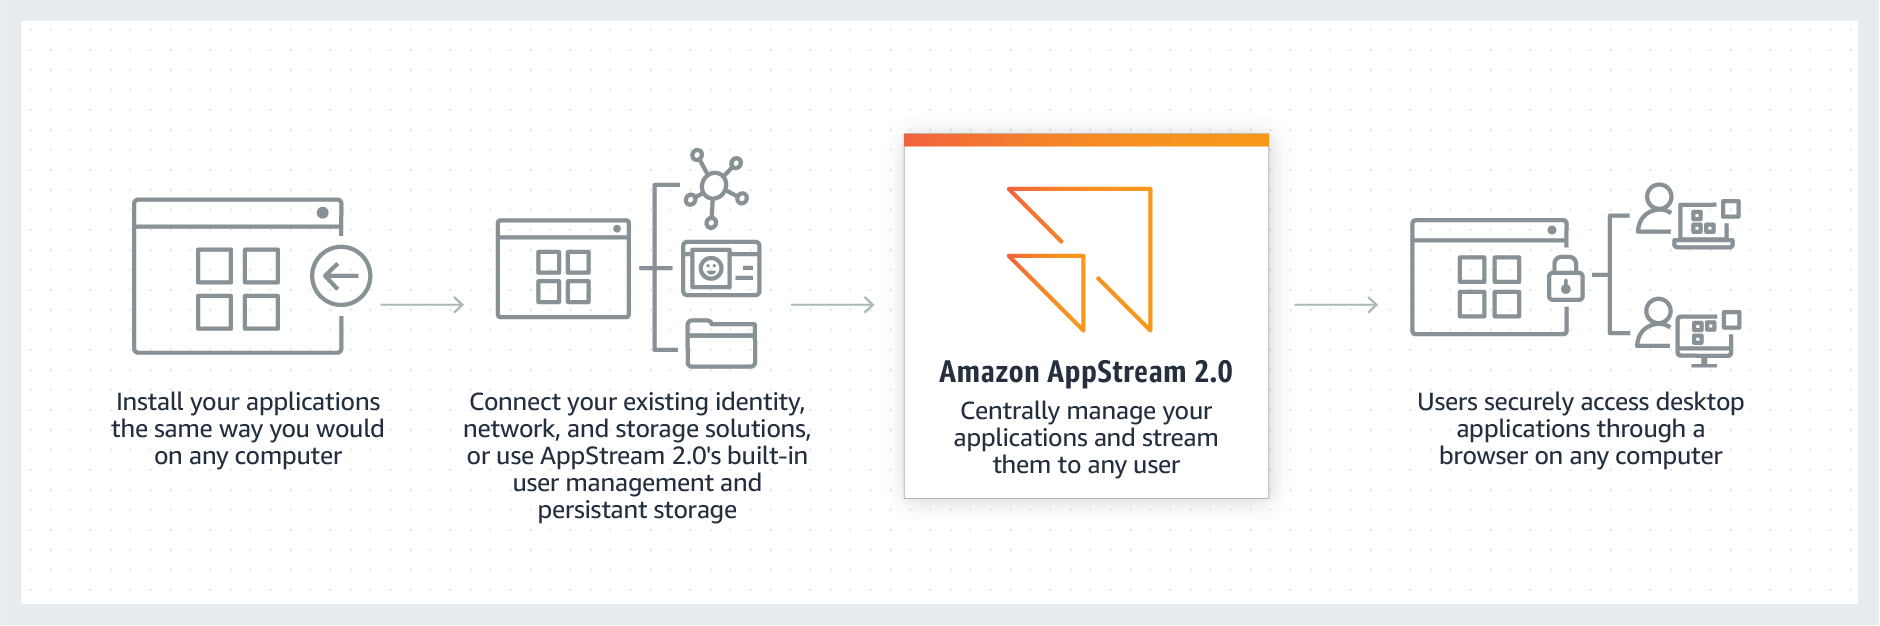 Install your applications
the same way you would
on any computer
Connect your existing identity,
network, and storage solutions,
or use AppStream 2.0's built-in
user management and
persistant storage
Amazon AppStream 2.0
Centrally manage your
applications and stream
them to any user
Users securely access desktop
applications through a
browser on any computer